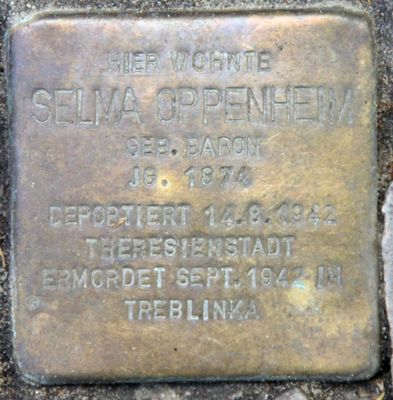 HIER WOHNTE
SELMA OPPENHEIM
GEB. BARON
JG. 1874
DEPORTIERT 14.8.1942
THERESIENSTADT
ERMORDET SEPT. 1942 IN
TREBLINKA